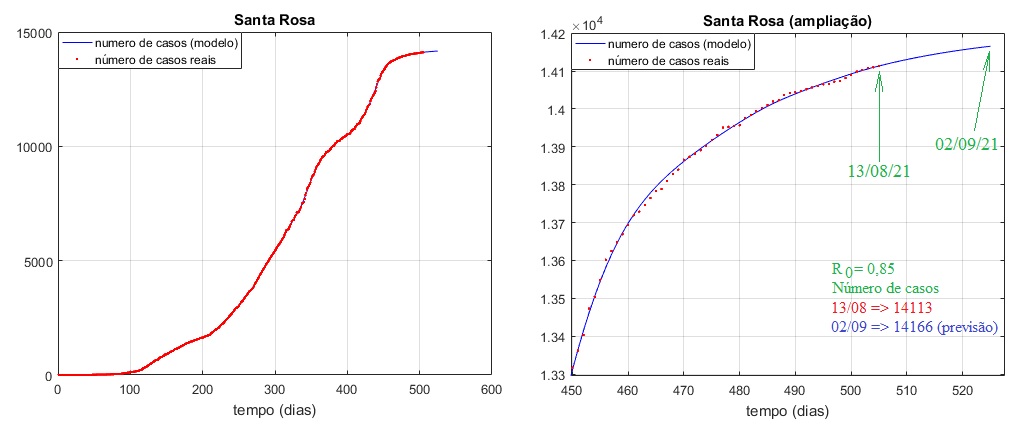 Santa Rosa
15000
numero de casos (modelo)
número de casos reais
10000
5000
0
0 100 200 300 400 500 600
tempo (dias)
Santa Rosa (ampliação)
×10⁴
1.42
numero de casos (modelo)
número de casos reais
1.41
1.4
1.39
1.38
1.37
1.36
1.35
1.34
1.33
02/09/21
13/08/21
R 0 = 0,85
Número de casos
13/08 => 14113
02/09 => 14166 (previsão)
450 460 470 480 490 500 510 520
tempo (dias)